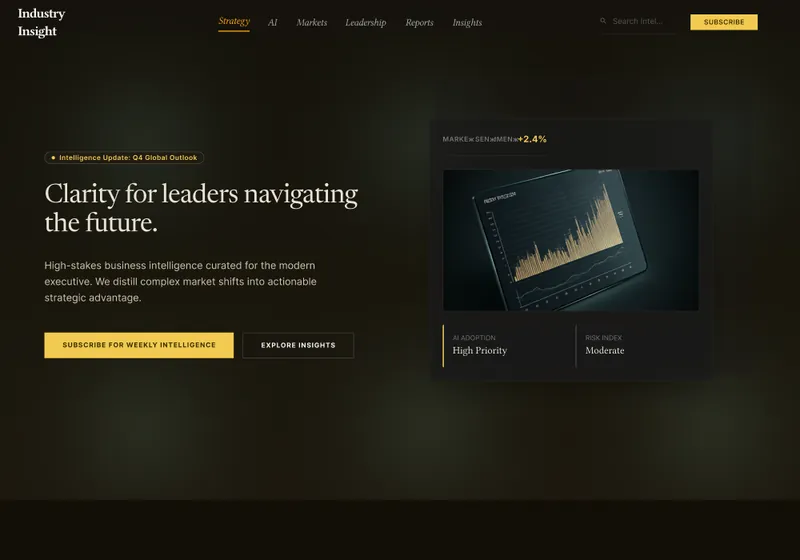 Industry
Insight
Strategy
AI
Markets
Leadership
Reports
Insights
Search Intel...
SUBSCRIBE
Intelligence Update: Q4 Global Outlook
Clarity for leaders navigating
the future.
High-stakes business intelligence curated for the modern
executive. We distill complex market shifts into actionable
strategic advantage.
SUBSCRIBE FOR WEEKLY INTELLIGENCE
EXPLORE INSIGHTS
+2.4%
AI ADOPTION
High Priority
RISK INDEX
Moderate